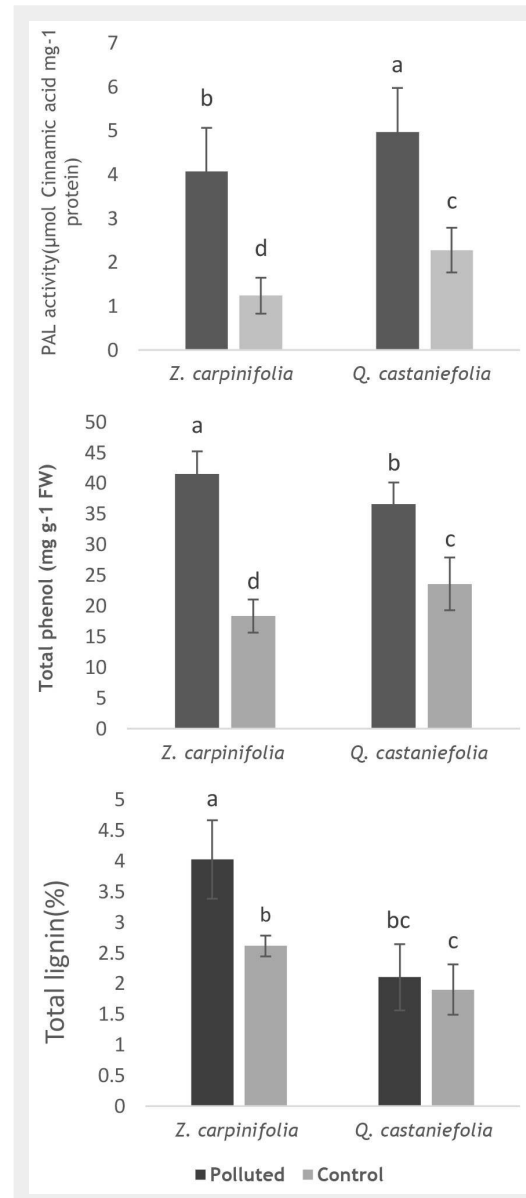 PAL activity(µmol Cinnamic acid mg-1
protein)
7
6
5
4
3
2
1
0
b
d
a
c
Z. carpinifolia
Q. castaniefolia
Total phenol (mg g-1 FW)
50
45
40
35
30
25
20
15
10
5
0
a
d
b
c
Z. carpinifolia
Q. castaniefolia
Total lignin(%)
5
4.5
4
3.5
3
2.5
2
1.5
1
0.5
0
a
b
bc
c
Z. carpinifolia
Q. castaniefolia
Polluted
Control